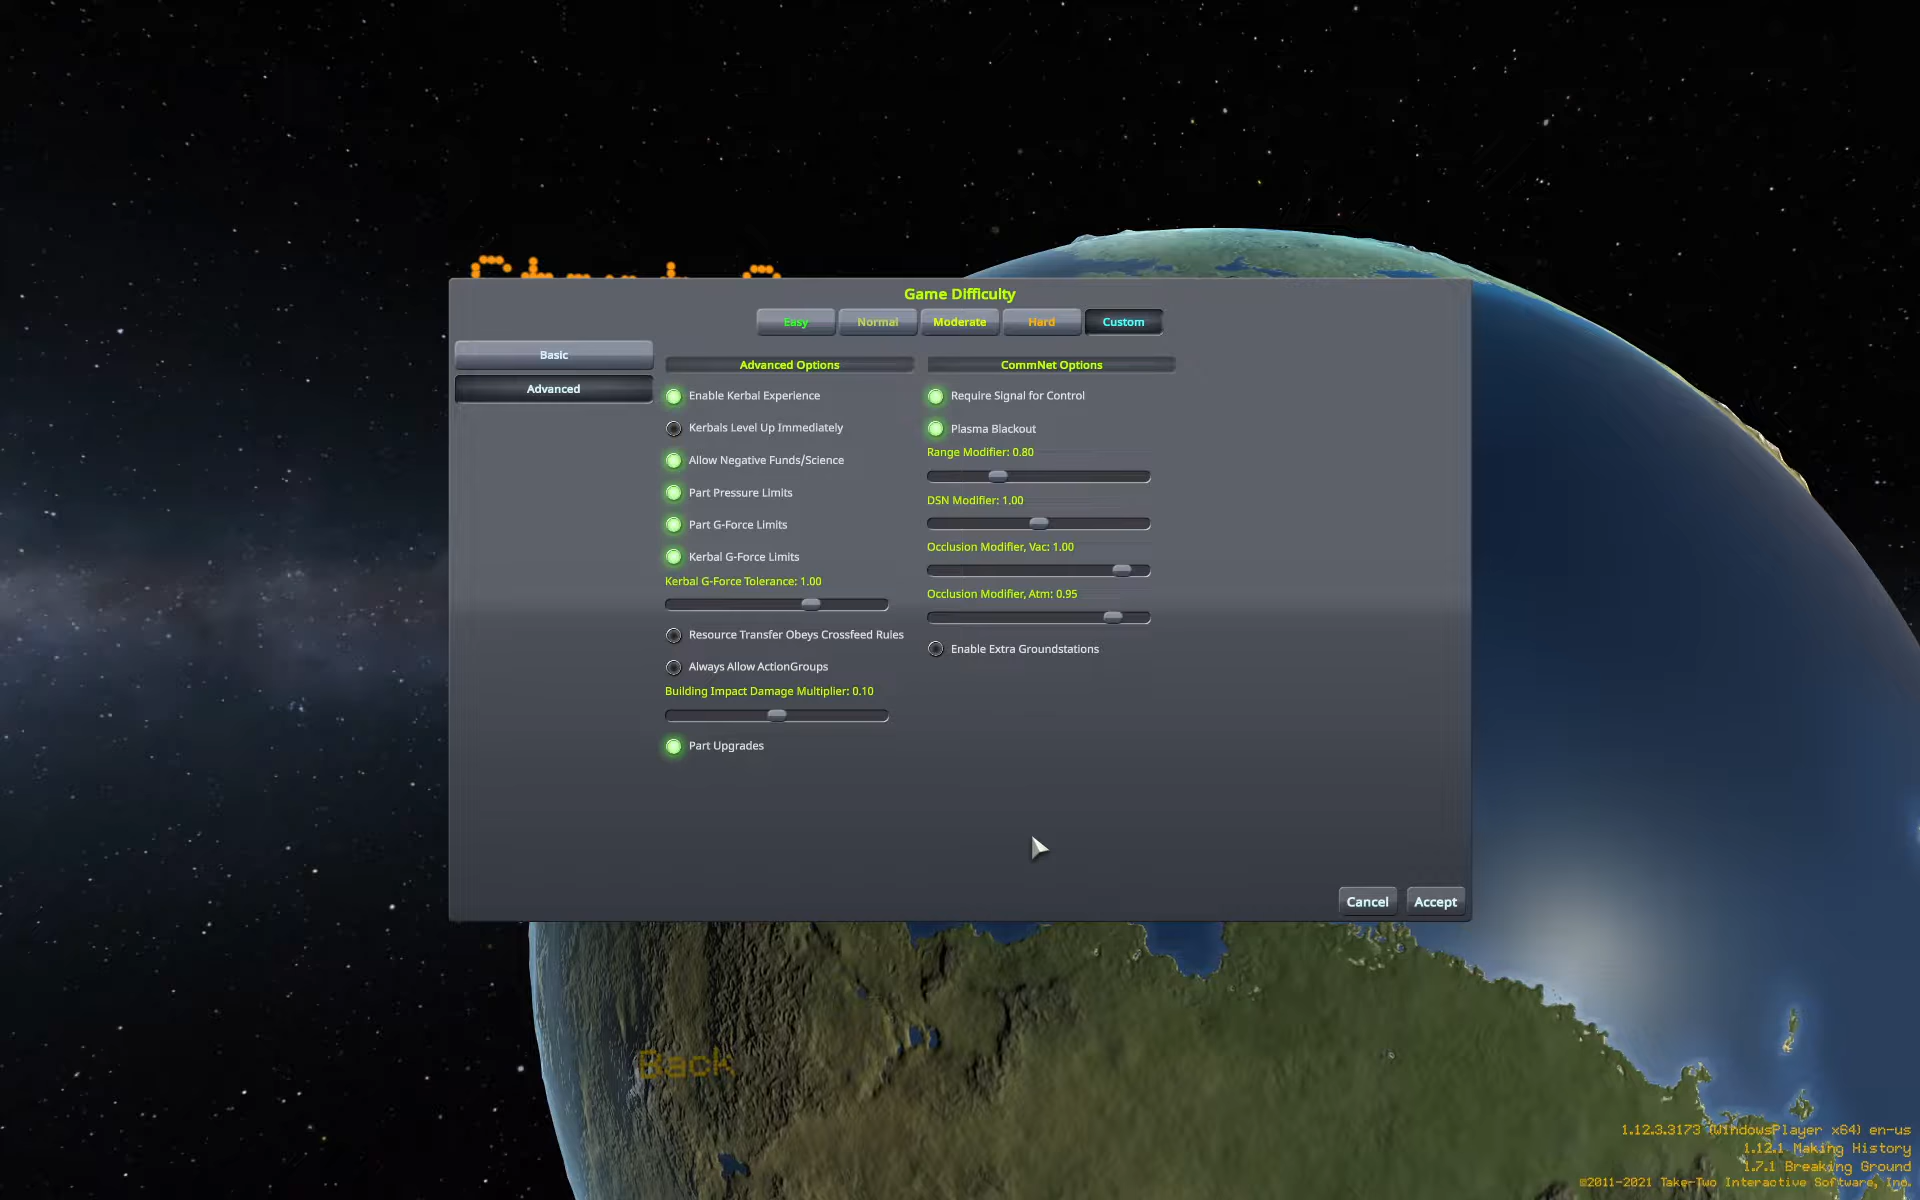 Game Difficulty
Easy
Normal
Moderate
Hard
Custom
Basic
Advanced
Advanced Options
Enable Kerbal Experience
Kerbals Level Up Immediately
Allow Negative Funds/Science
Part Pressure Limits
Part G-Force Limits
Kerbal G-Force Limits
Kerbal G-Force Tolerance: 1.00
Resource Transfer Obeys Crossfeed Rules
Always Allow ActionGroups
Building Impact Damage Multiplier: 0.10
Part Upgrades
CommNet Options
Require Signal for Control
Plasma Blackout
Range Modifier: 0.80
DSN Modifier: 1.00
Occlusion Modifier, Vac: 1.00
Occlusion Modifier, Atm: 0.95
Enable Extra Groundstations
Cancel
Accept
Back
1.12.3.3173 (WindowsPlayer x64) en-us
1.12.1 Making History
1.7.1 Breaking Ground
©2011-2021 Take-Two Interactive Software, Inc.